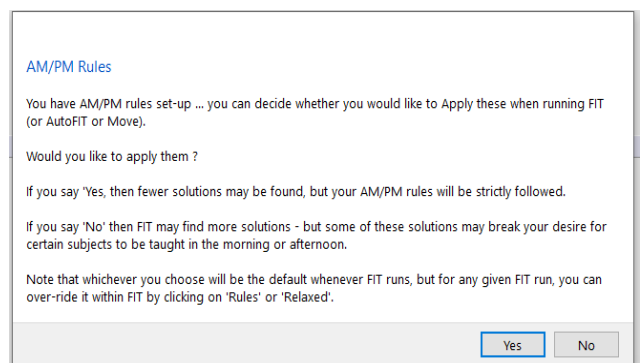 AM/PM Rules
You have AM/PM rules set-up ... you can decide whether you would like to Apply these when running FIT
(or AutoFIT or Move).
Would you like to apply them ?
If you say 'Yes, then fewer solutions may be found, but your AM/PM rules will be strictly followed.
If you say 'No' then FIT may find more solutions - but some of these solutions may break your desire for
certain subjects to be taught in the morning or afternoon.
Note that whichever you choose will be the default whenever FIT runs, but for any given FIT run, you can
over-ride it within FIT by clicking on 'Rules' or 'Relaxed'.
Yes No